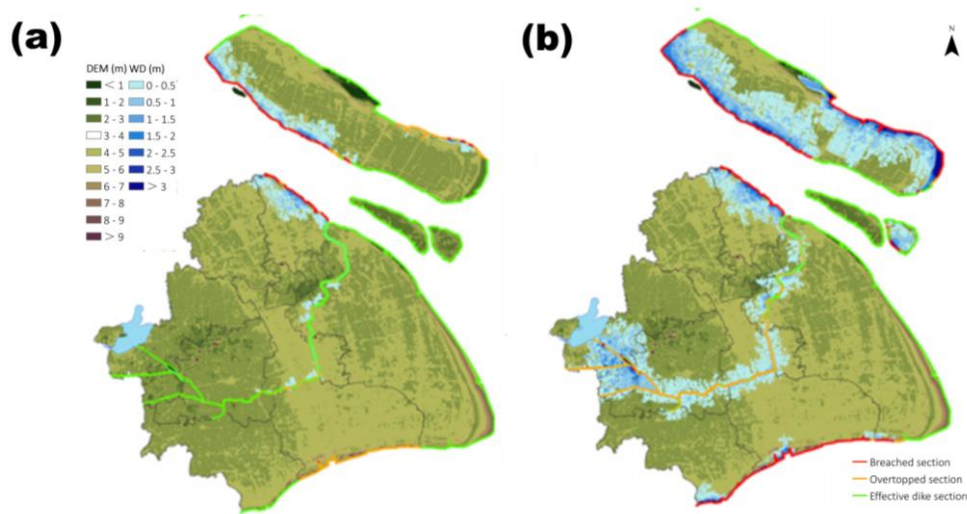 (a)
(b)
N
DEM (m) WD (m)
< 1 0 - 0.5
1 - 2 0.5 - 1
2 - 3 1 - 1.5
3 - 4 1.5 - 2
4 - 5 2 - 2.5
5 - 6 2.5 - 3
6 - 7 > 3
7 - 8
8 - 9
> 9
Breached section
Overtopped section
Effective dike section